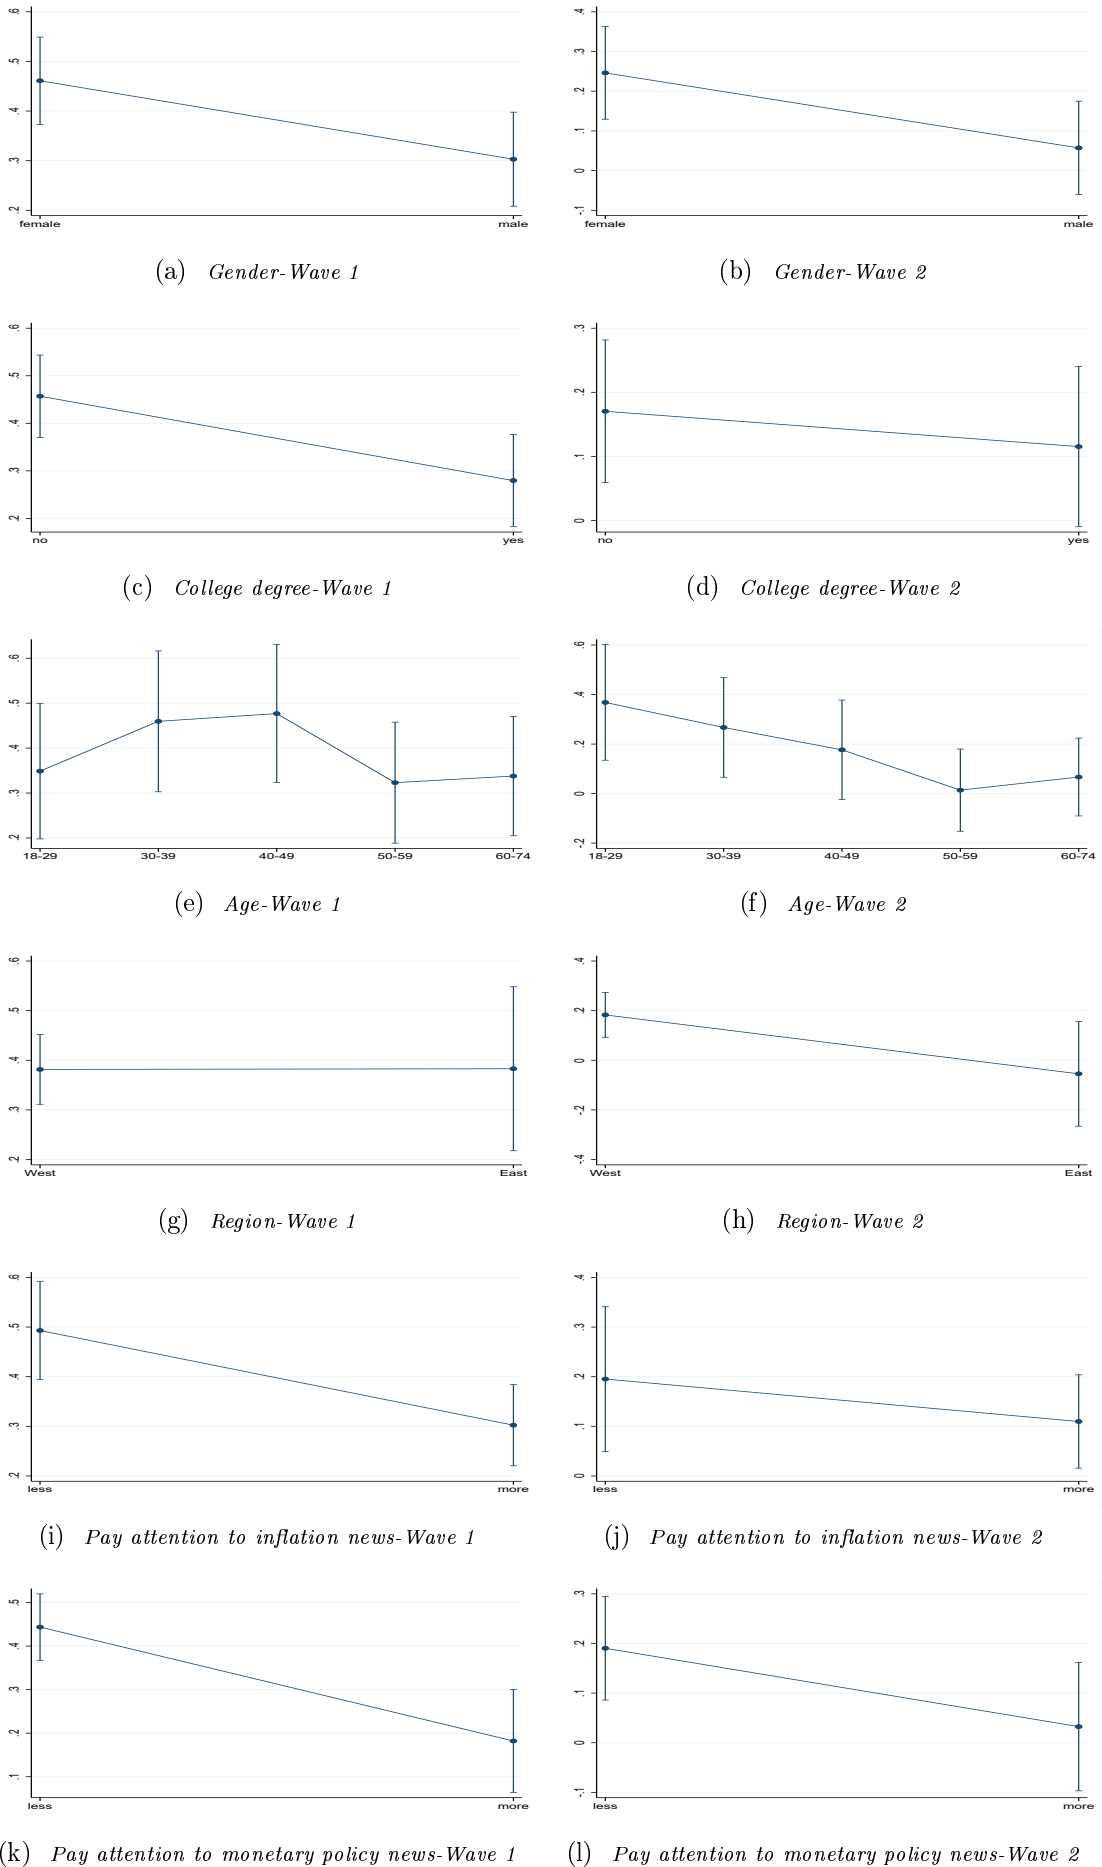 .6 .5 .4 .3 .2
female male
(a) Gender-Wave 1
.4 .3 .2 .1 0 -.1
female male
(b) Gender-Wave 2
.6 .5 .4 .3 .2
no yes
(c) College degree-Wave 1
.3 .2 .1 0
no yes
(d) College degree-Wave 2
.6 .5 .4 .3 .2
18-29 30-39 40-49 50-59 60-74
(e) Age-Wave 1
.6 .4 .2 0 -.2
18-29 30-39 40-49 50-59 60-74
(f) Age-Wave 2
.6 .5 .4 .3 .2
West East
(g) Region-Wave 1
.4 .2 0 -.2 -.4
West East
(h) Region-Wave 2
.6 .5 .4 .3 .2
less more
(i) Pay attention to inflation news-Wave 1
.4 .3 .2 .1 0
less more
(j) Pay attention to inflation news-Wave 2
.5 .4 .3 .2 .1
less more
(k) Pay attention to monetary policy news-Wave 1
.3 .2 .1 0 -.1
less more
(l) Pay attention to monetary policy news-Wave 2